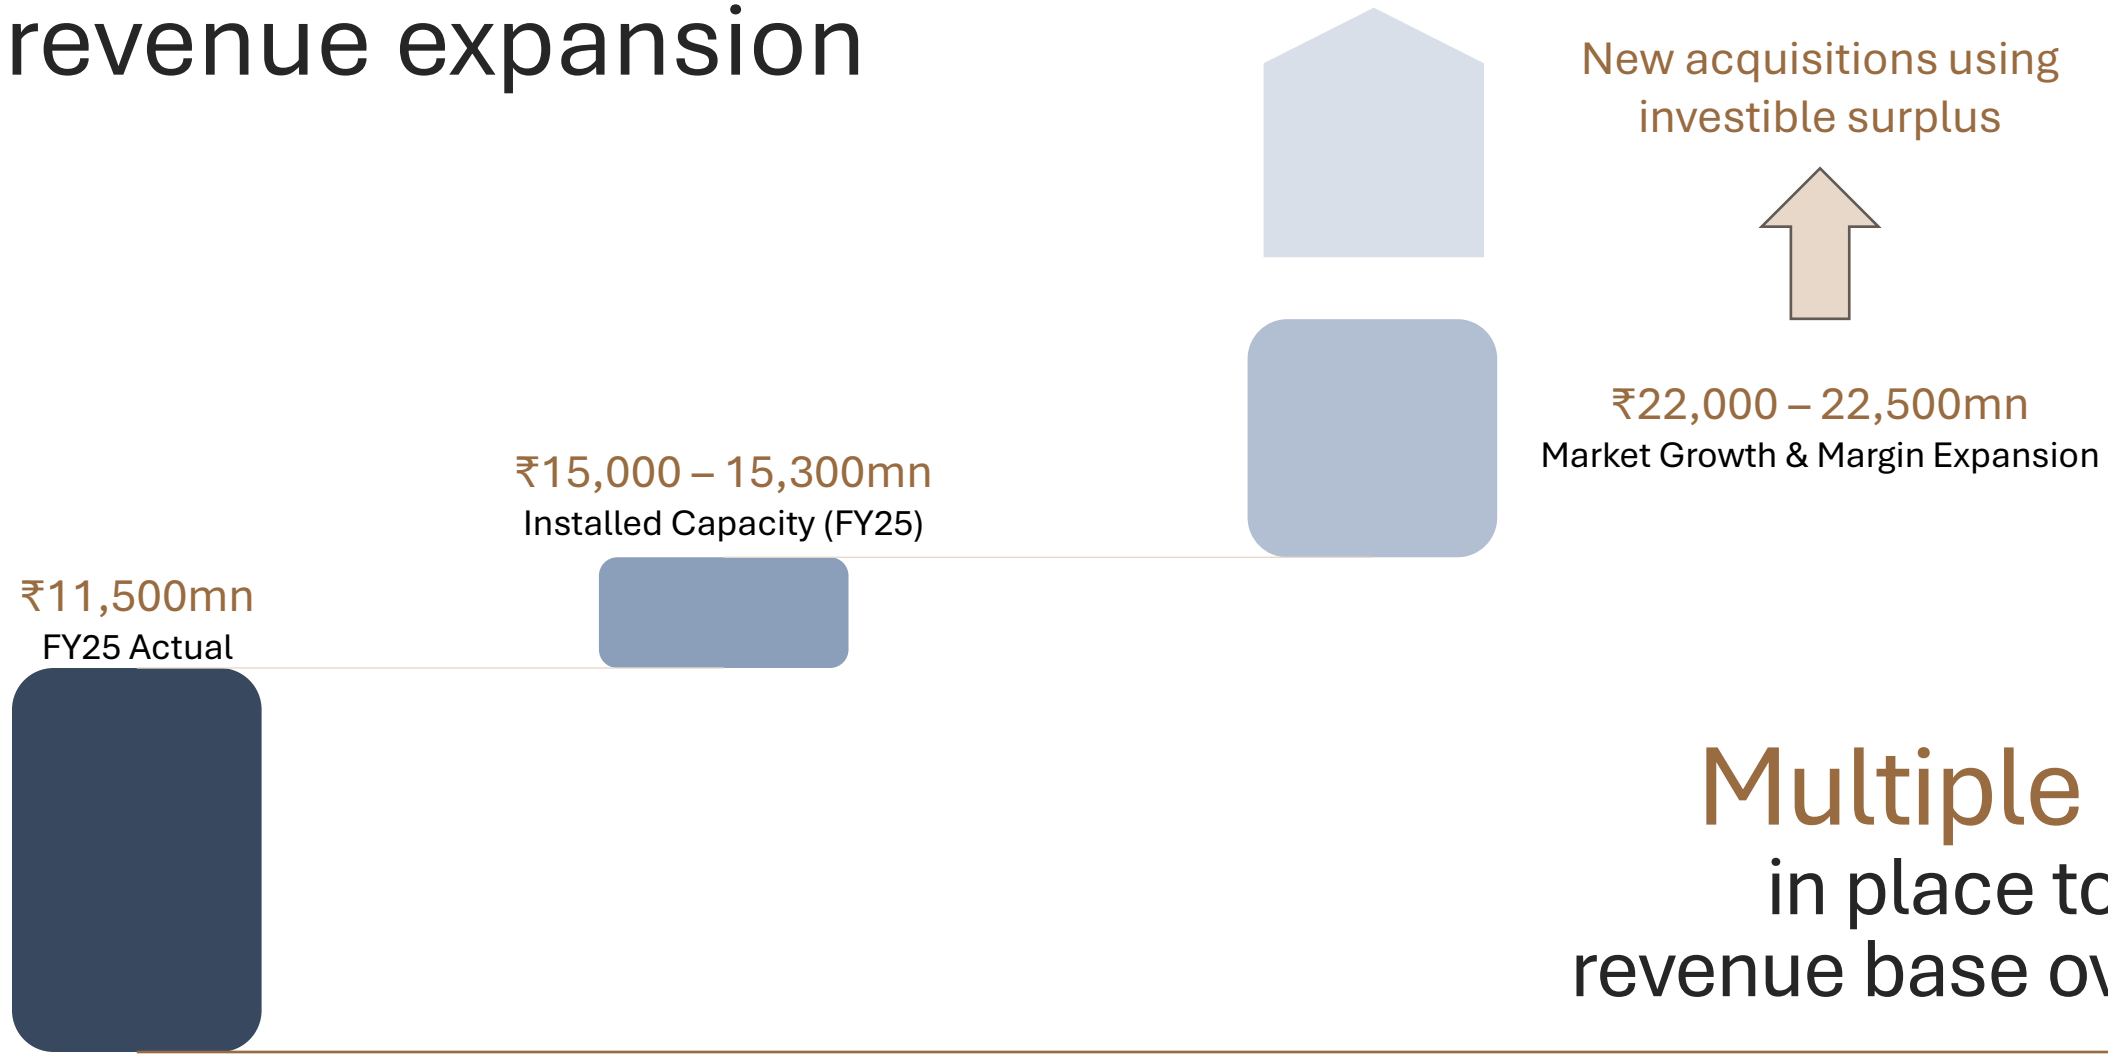 revenue expansion
New acquisitions using
investible surplus
₹22,000 – 22,500mn
Market Growth & Margin Expansion
₹15,000 – 15,300mn
Installed Capacity (FY25)
₹11,500mn
FY25 Actual
Multiple
in place to
revenue base